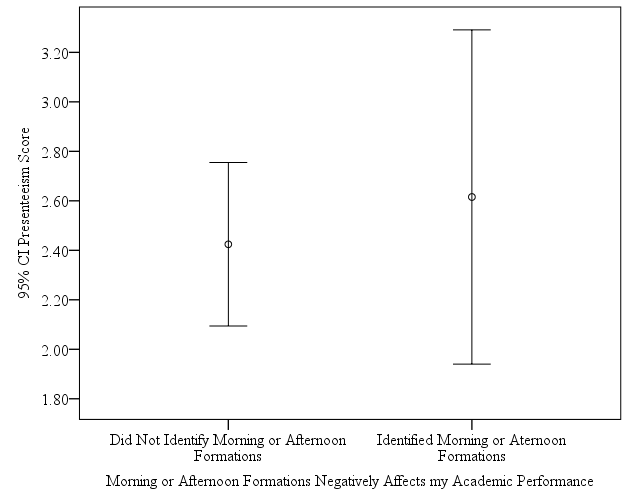 95% CI Presenteeism Score
3.20
3.00
2.80
2.60
2.40
2.20
2.00
1.80
Did Not Identify Morning or Afternoon
Formations
Identified Morning or Aternoon
Formations
Morning or Afternoon Formations Negatively Affects my Academic Performance